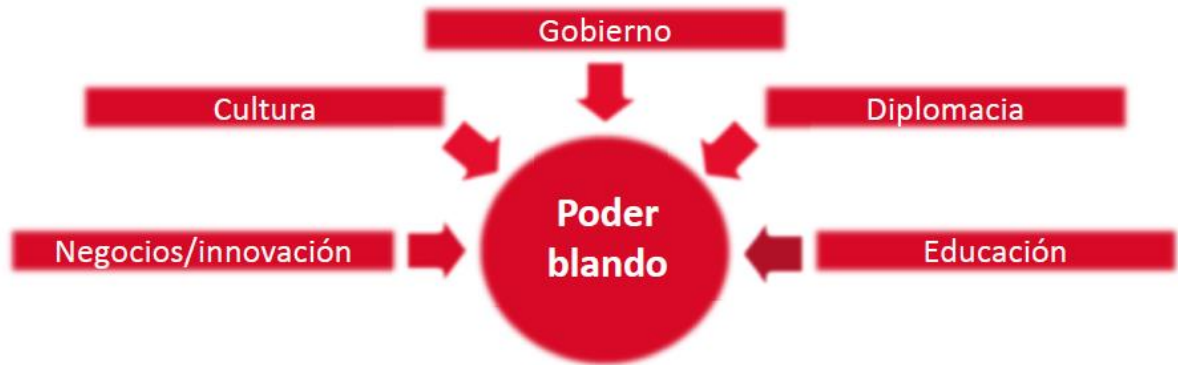 Gobierno
Cultura
Diplomacia
Poder
blando
Negocios/innovación
Educación